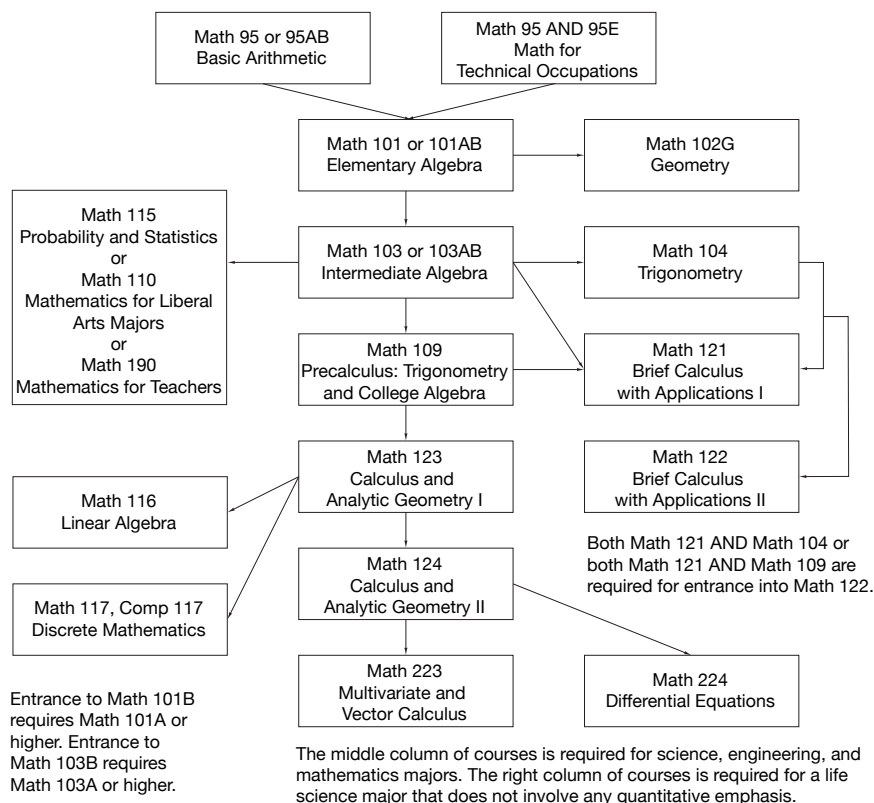 Math 95 or 95AB
Basic Arithmetic
Math 95 AND 95E
Math for
Technical Occupations
Math 101 or 101AB
Elementary Algebra
Math 102G
Geometry
Math 115
Probability and Statistics
or
Math 110
Mathematics for Liberal
Arts Majors
or
Math 190
Mathematics for Teachers
Math 103 or 103AB
Intermediate Algebra
Math 104
Trigonometry
Math 109
Precalculus: Trigonometry
and College Algebra
Math 121
Brief Calculus
with Applications I
Math 123
Calculus and
Analytic Geometry I
Math 122
Brief Calculus
with Applications II
Math 116
Linear Algebra
Both Math 121 AND Math 104 or
both Math 121 AND Math 109 are
required for entrance into Math 122.
Math 124
Calculus and
Analytic Geometry II
Math 117, Comp 117
Discrete Mathematics
Math 223
Multivariate and
Vector Calculus
Math 224
Differential Equations
Entrance to Math 101B
requires Math 101A or
higher. Entrance to
Math 103B requires
Math 103A or higher.
The middle column of courses is required for science, engineering, and
mathematics majors. The right column of courses is required for a life
science major that does not involve any quantitative emphasis.